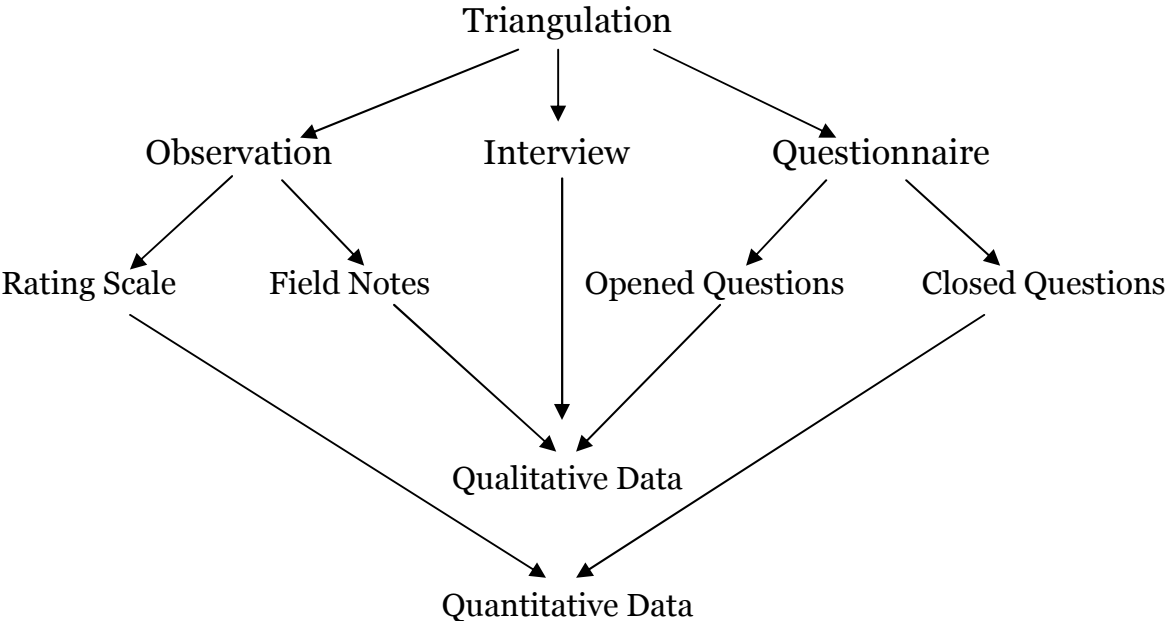 Triangulation
Observation Interview Questionnaire
Rating Scale Field Notes Opened Questions Closed Questions
Qualitative Data
Quantitative Data